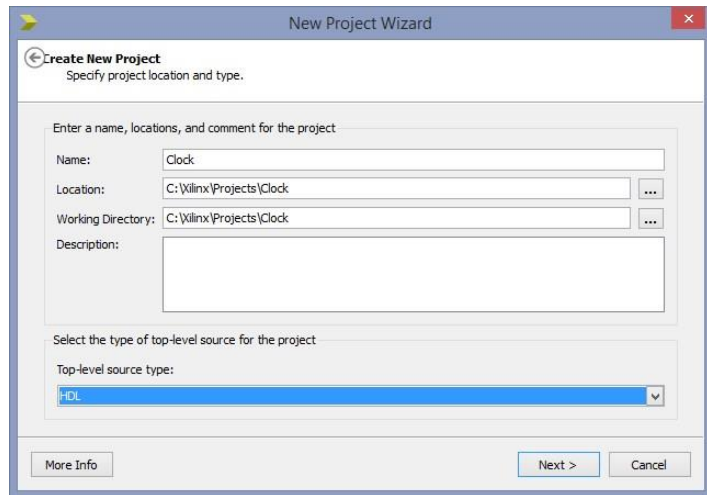 New Project Wizard
Create New Project
Specify project location and type.
Enter a name, locations, and comment for the project
Name: Clock
Location: C:\Xilinx\Projects\Clock ...
Working Directory: C:\Xilinx\Projects\Clock ...
Description:
Select the type of top-level source for the project
Top-level source type:
HDL
More Info Next > Cancel